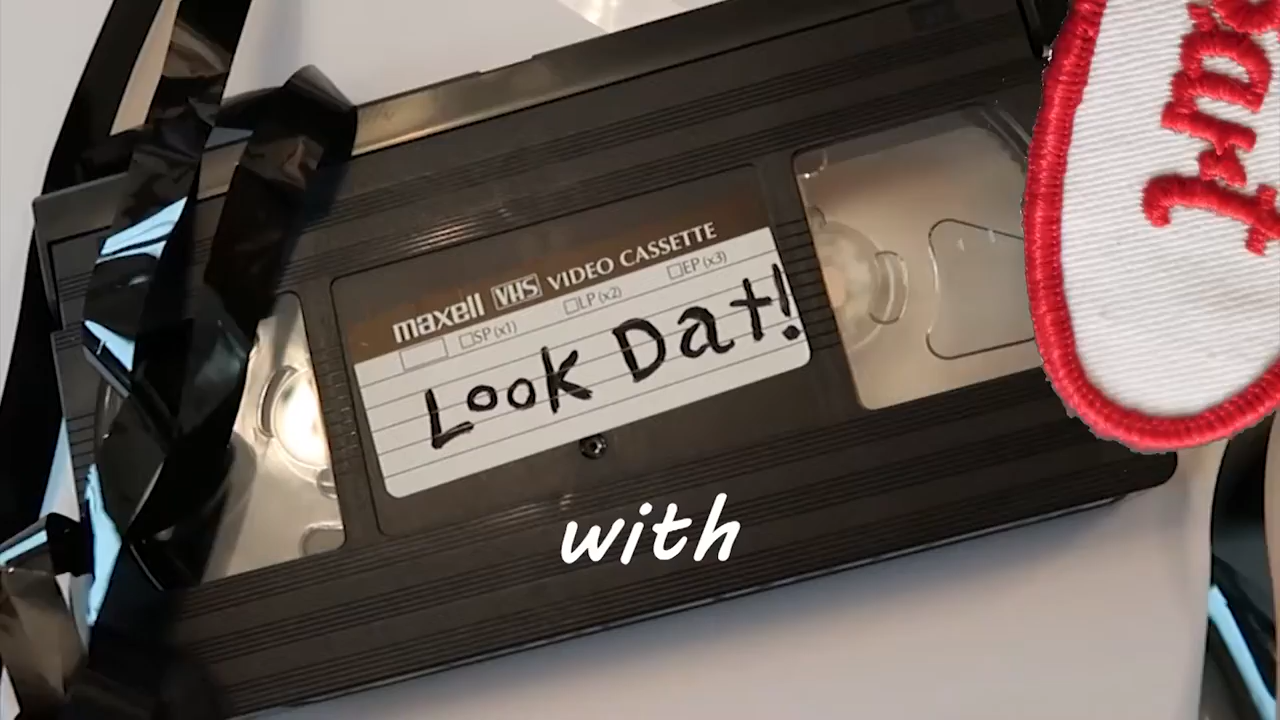 maxell VHS VIDEO CASSETTE
SP (x1) LP (x2) EP (x3)
Look Dat!
with